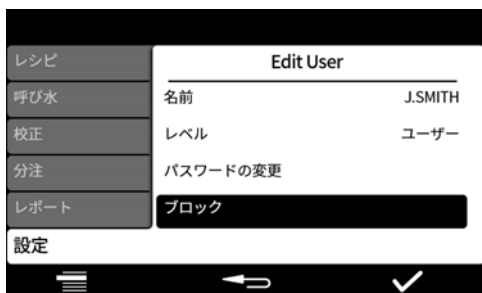 レシピ
呼び水
校正
分注
レポート
設定
Edit User
名前 J.SMITH
レベル ユーザー
パスワードの変更
ブロック